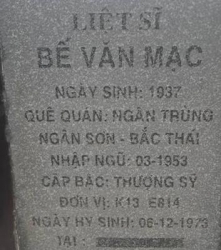 LIỆT SĨ
BẾ VĂN MẠC
NGÀY SINH: 1937
QUÊ QUÁN: NGÂN TRÙNG
NGÂN SƠN - BẮC THÁI
NHẬP NGŨ: 03-1953
CẤP BẬC: THƯỢNG SỸ
ĐƠN VỊ: K13 E814
NGÀY HY SINH: 06-12-1973
TẠI: